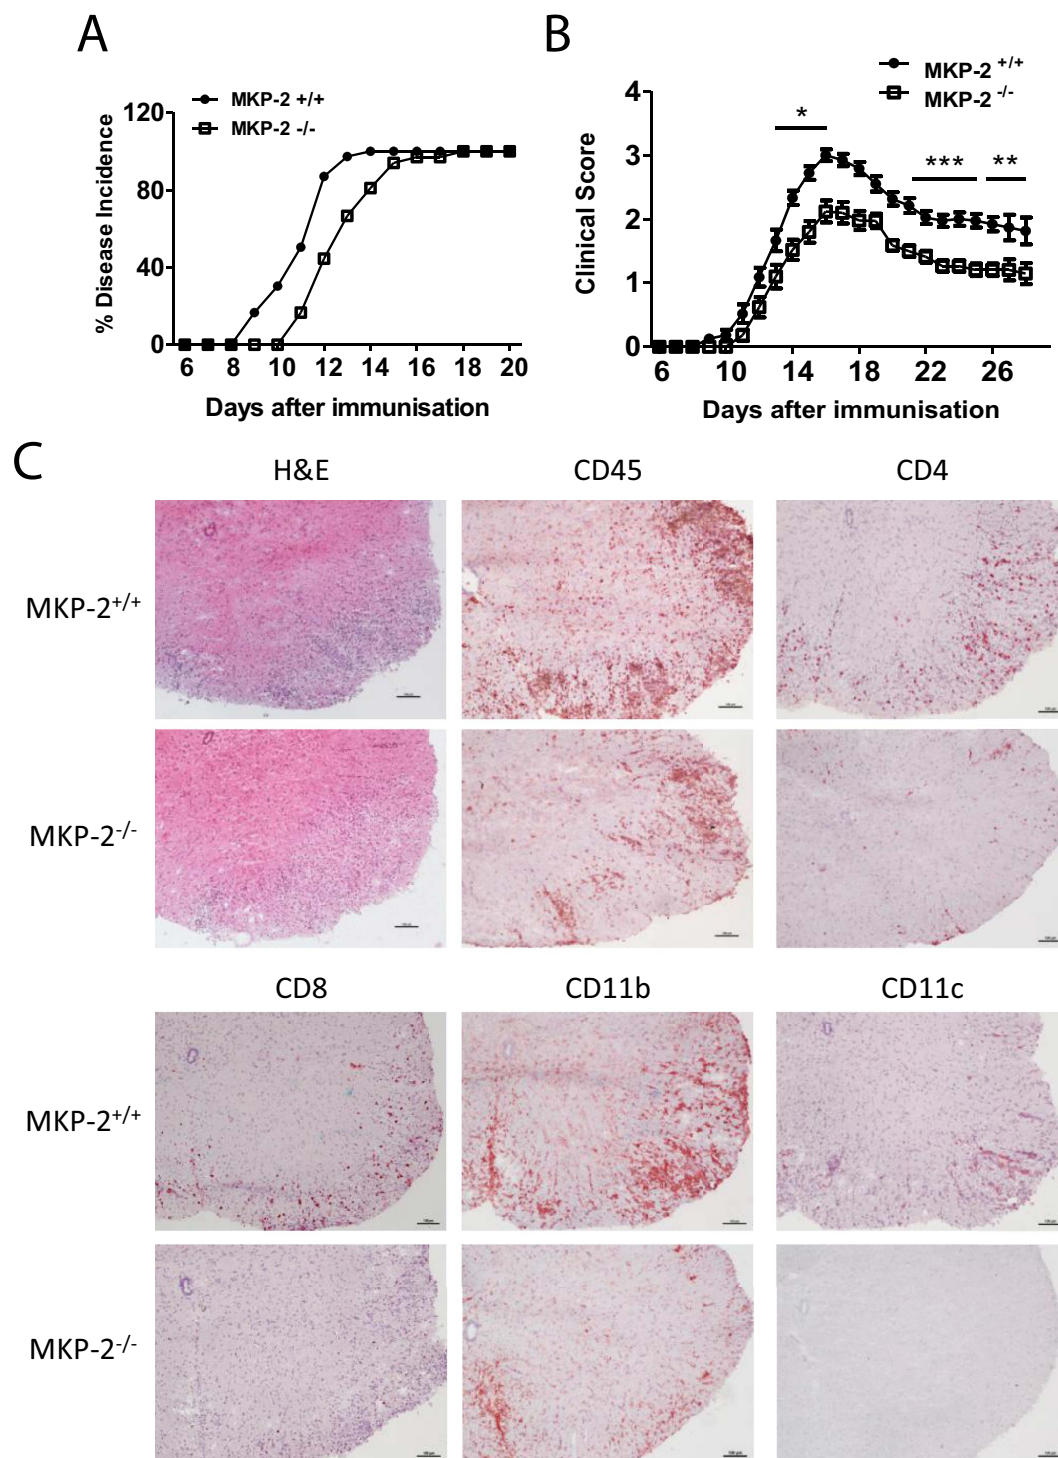 A
MKP-2 +/+
MKP-2 -/-
% Disease Incidence
120
80
40
0
6 8 10 12 14 16 18 20
Days after immunisation
B
MKP-2 +/+
MKP-2 -/-
Clinical Score
4
3
2
1
0
* *** **
6 10 14 18 22 26
Days after immunisation
C
H&E CD45 CD4
MKP-2+/+
MKP-2-/-
CD8 CD11b CD11c
MKP-2+/+
MKP-2-/-